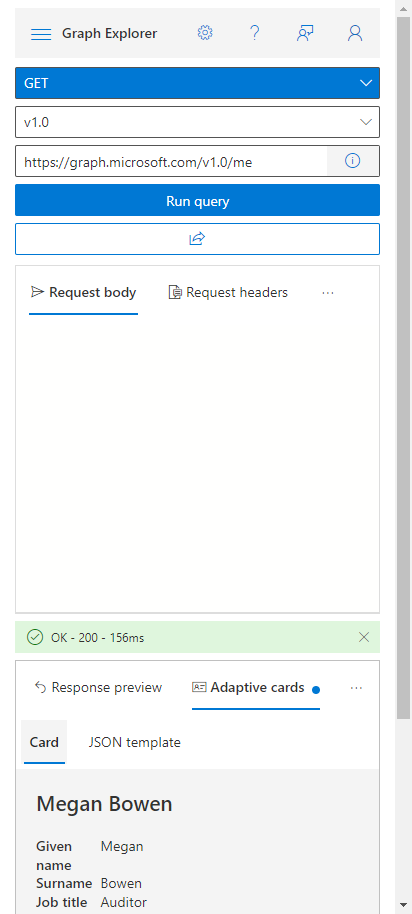 Graph Explorer
GET
v1.0
https://graph.microsoft.com/v1.0/me
Run query
Request body Request headers ...
OK - 200 - 156ms
Response preview Adaptive cards ...
Card JSON template
Megan Bowen
Given name Megan
Surname Bowen
Job title Auditor